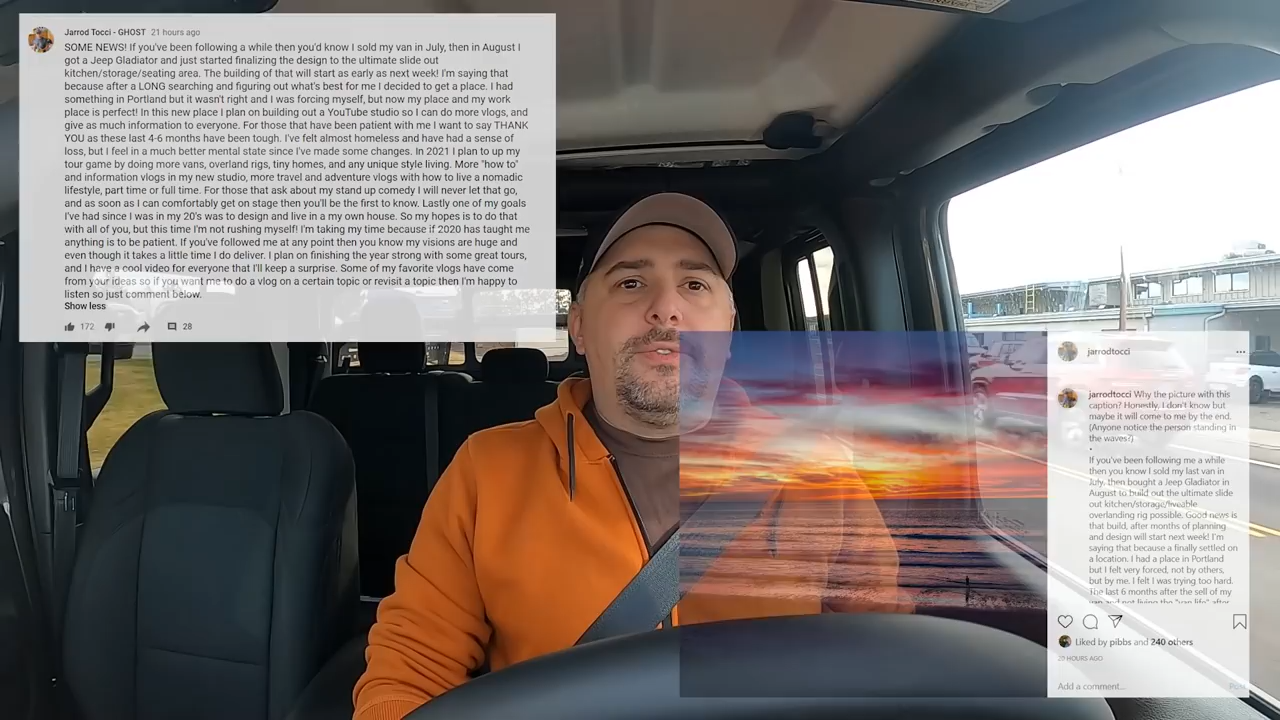 Jarrod Tocci - GHOST 21 hours ago
SOME NEWS! If you've been following a while then you'd know I sold my van in July, then in August I
got a Jeep Gladiator and just started finalizing the design to the ultimate slide out
kitchen/storage/seating area. The building of that will start as early as next week! I'm saying that
because after a LONG searching and figuring out what's best for me I decided to get a place. I had
something in Portland but it wasn't right and I was forcing myself, but now my place and my work
place is perfect! In this new place I plan on building out a YouTube studio so I can do more vlogs, and
give as much information to everyone. For those that have been patient with me I want to say THANK
YOU as these last 4-6 months have been tough. I've felt almost homeless and have had a sense of
loss, but I feel in a much better mental state since I've made some changes. In 2021 I plan to up my
tour game by doing more vans, overland rigs, tiny homes, and any unique style living. More "how to"
and information vlogs in my new studio, more travel and adventure vlogs with how to live a nomadic
lifestyle, part time or full time. For those that ask about my stand up comedy I will never let that go,
and as soon as I can comfortably get on stage then you'll be the first to know. Lastly one of my goals
I've had since I was in my 20's was to design and live in a my own house. So my hopes is to do that
with all of you, but this time I'm not rushing myself! I'm taking my time because if 2020 has taught me
anything is to be patient. If you've followed me at any point then you know my visions are huge and
even though it takes a little time I do deliver. I plan on finishing the year strong with some great tours,
and I have a cool video for everyone that I'll keep a surprise. Some of my favorite vlogs have come
from your ideas so if you want me to do a vlog on a certain topic or revisit a topic then I'm happy to
listen so just comment below.
Show less
172 28
jarrodtocci
jarrodtocci Why the picture with this
caption? Honestly, I don't know but
maybe it will come to me by the end.
(Anyone notice the person standing in
the waves?)
•
If you've been following me a while
then you know I sold my last van in
July, then bought a Jeep Gladiator in
August to build out the ultimate slide
out kitchen/storage/liveable
overlanding rig possible. Good news is
that build, after months of planning
and design will start next week! I'm
saying that because a finally settled on
a location. I had a place in Portland
but I felt very forced, not by others,
but by me. I felt I was trying too hard.
The last 6 months after the sell of my
van and not living the "van life" after
Liked by pibbs and 240 others
20 HOURS AGO
Add a comment... Post